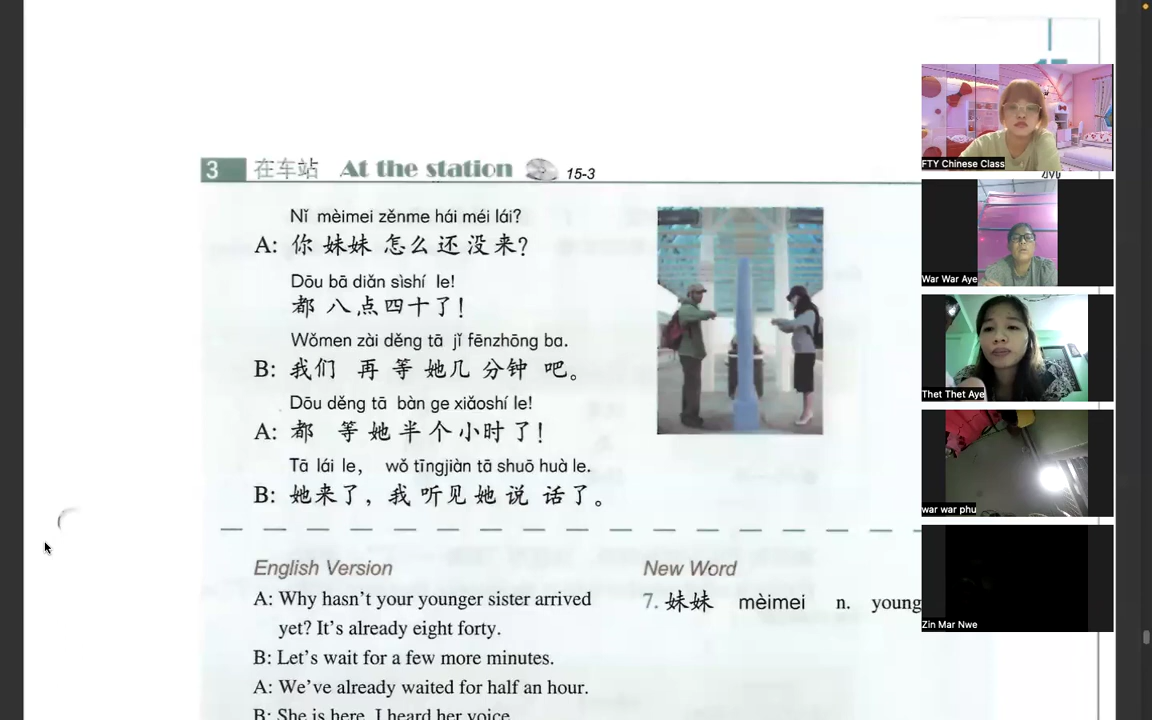 3 在车站 At the station 15-3
Nǐ mèimei zěnme hái méi lái?
A: 你 妹妹 怎么 还 没 来?
Dōu bā diǎn sìshí le!
都 八 点 四十 了!
Wǒmen zài děng tā jǐ fēnzhōng ba.
B: 我们 再 等 她 几 分钟 吧。
Dōu děng tā bàn ge xiǎoshí le!
A: 都 等 她 半 个 小时 了!
Tā lái le, wǒ tīngjiàn tā shuō huà le.
B: 她 来 了, 我 听见 她 说 话 了。
English Version
A: Why hasn't your younger sister arrived
yet? It's already eight forty.
B: Let's wait for a few more minutes.
A: We've already waited for half an hour.
B: She is here. I heard her voice.
New Word
7. 妹妹 mèimei n. young
FTY Chinese Class
War War Aye
Thet Thet Aye
war war phu
Zin Mar Nwe